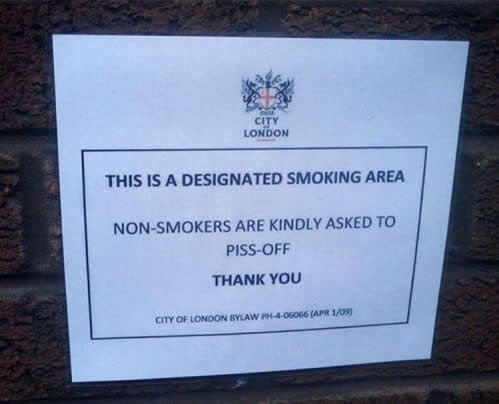 CITY
OF
LONDON
THIS IS A DESIGNATED SMOKING AREA
NON-SMOKERS ARE KINDLY ASKED TO
PISS-OFF
THANK YOU
CITY OF LONDON BYLAW PH-4-06066 (APR 1/09)